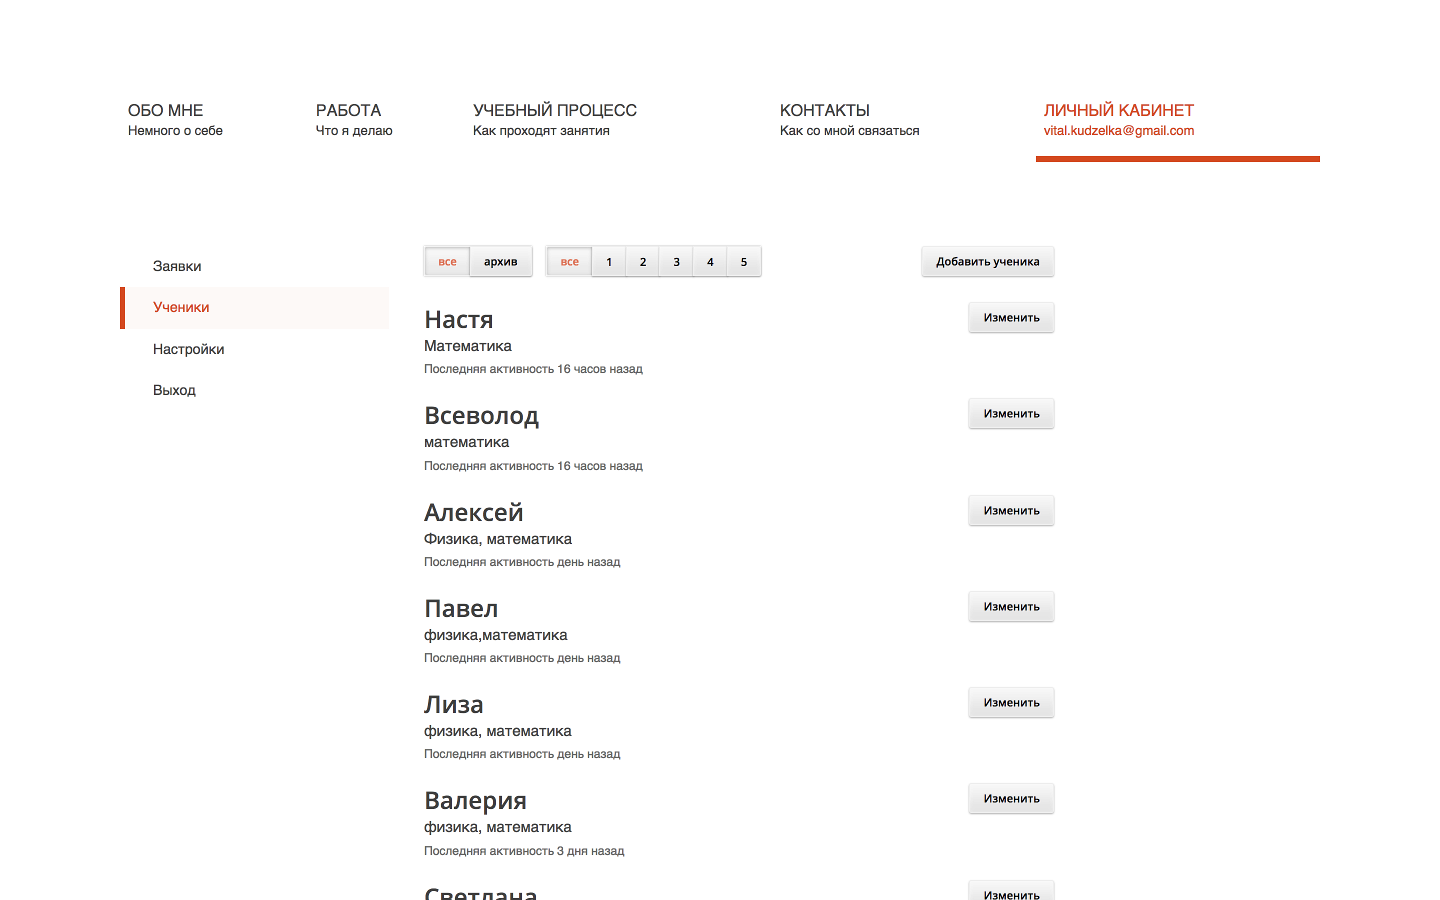 ОБО МНЕ
Немного о себе
РАБОТА
Что я делаю
УЧЕБНЫЙ ПРОЦЕСС
Как проходят занятия
КОНТАКТЫ
Как со мной связаться
ЛИЧНЫЙ КАБИНЕТ
vital.kudzelka@gmail.com
Заявки
Ученики
Настройки
Выход
все архив все 1 2 3 4 5 Добавить ученика
Настя Изменить
Математика
Последняя активность 16 часов назад
Всеволод Изменить
математика
Последняя активность 16 часов назад
Алексей Изменить
Физика, математика
Последняя активность день назад
Павел Изменить
физика,математика
Последняя активность день назад
Лиза Изменить
физика, математика
Последняя активность день назад
Валерия Изменить
физика, математика
Последняя активность 3 дня назад
Светлана Изменить